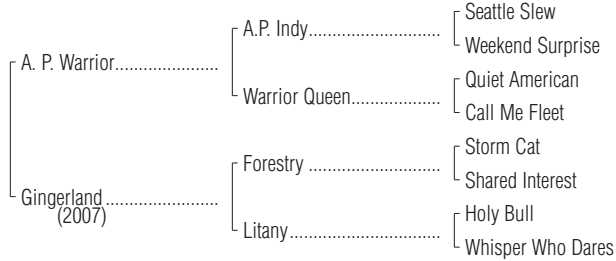 Seattle Slew
A.P. Indy........................
Weekend Surprise
A. P. Warrior......................
Quiet American
Warrior Queen...................
Call Me Fleet
Storm Cat
Forestry ............................
Shared Interest
Gingerland ........................
(2007)
Holy Bull
Litany................................
Whisper Who Dares